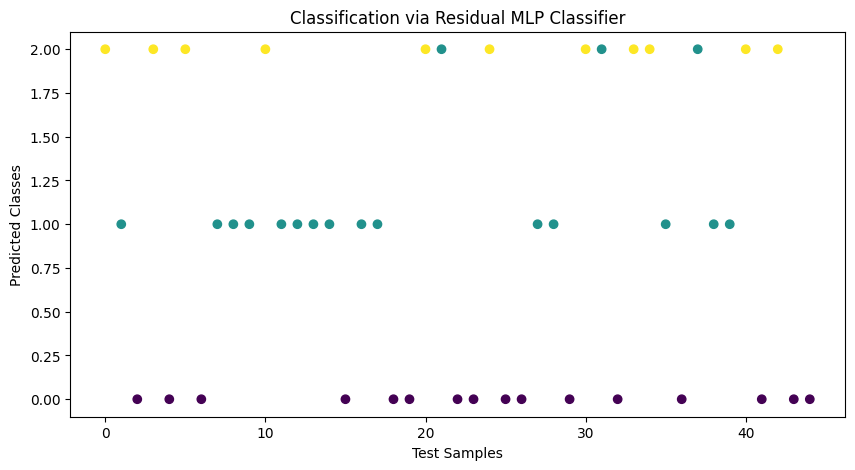 Classification via Residual MLP Classifier
Predicted Classes
2.00
1.75
1.50
1.25
1.00
0.75
0.50
0.25
0.00
0 10 20 30 40
Test Samples